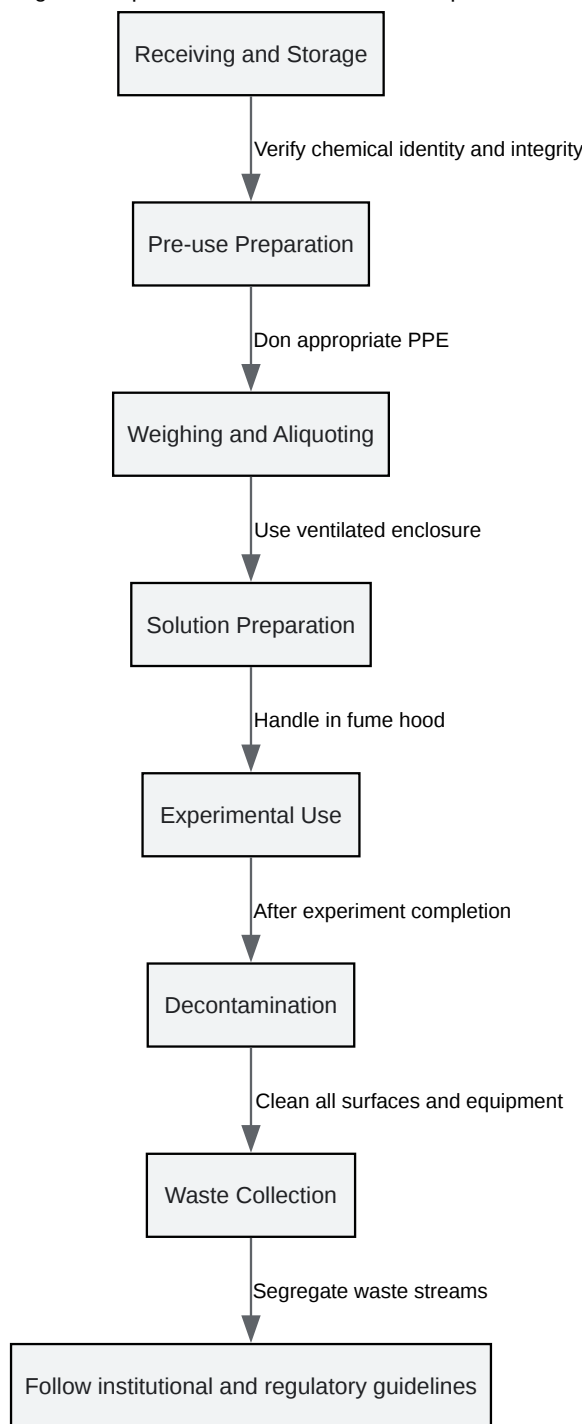 Receiving and Storage
Verify chemical identity and integrity
Pre-use Preparation
Don appropriate PPE
Weighing and Aliquoting
Use ventilated enclosure
Solution Preparation
Handle in fume hood
Experimental Use
After experiment completion
Decontamination
Clean all surfaces and equipment
Waste Collection
Segregate waste streams
Follow institutional and regulatory guidelines